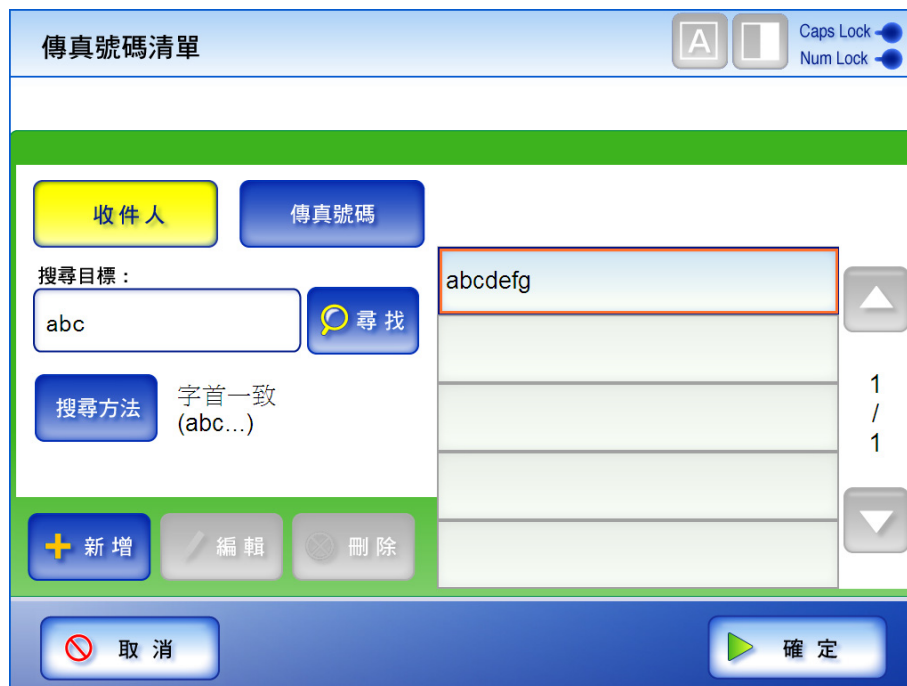 傳真號碼清單
A
Caps Lock
Num Lock
收件人
傳真號碼
搜尋目標：
abc
尋找
搜尋方法
字首一致
(abc...)
abcdefg
1
/
1
新增
編輯
刪除
取消
確定